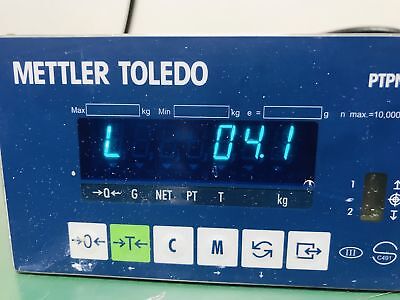 METTLER TOLEDO
PTPN
Max kg Min kg e = g n max.=10,000
L 04.1
→0← G NET PT T kg
1
2
→0← →T← C M
III
C491